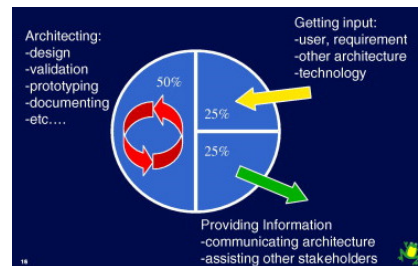 Architecting:
-design
-validation
-prototyping
-documenting
-etc….
50%
Getting input:
-user, requirement
-other architecture
-technology
25%
25%
Providing Information
-communicating architecture
-assisting other stakeholders
16